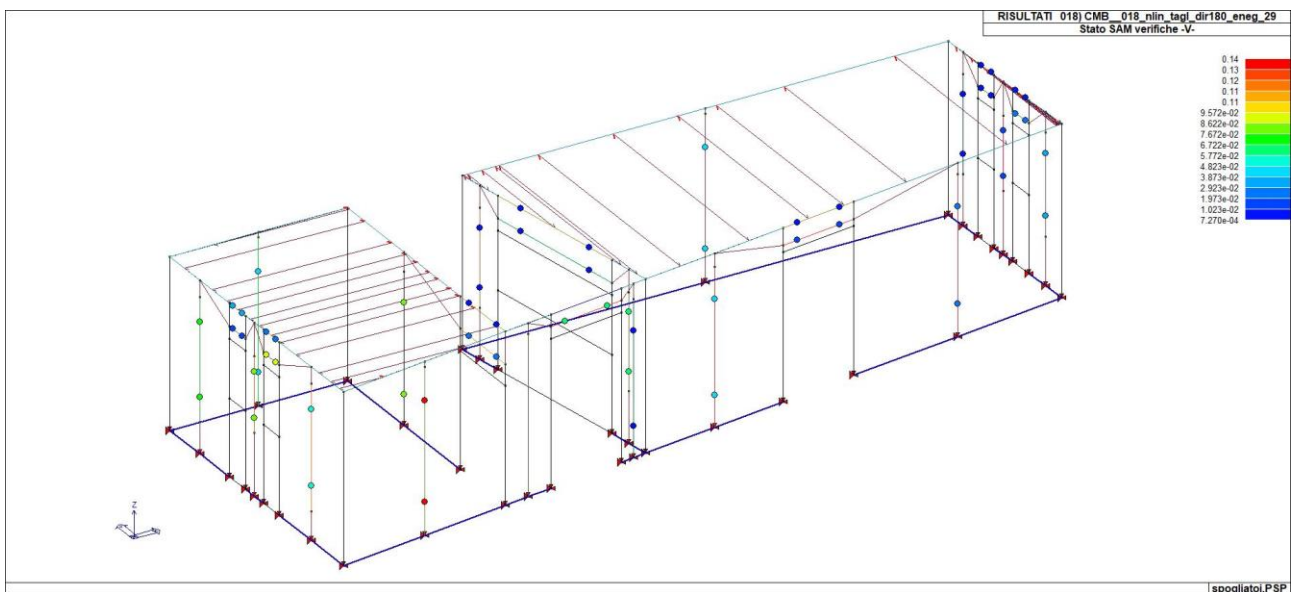 RISULTATI 018) CMB__018_nlin_tagl_dir180_eneg_29
Stato SAM verifiche -V-
0.14
0.13
0.12
0.11
0.11
9.572e-02
8.622e-02
7.672e-02
6.722e-02
5.772e-02
4.823e-02
3.873e-02
2.923e-02
1.973e-02
1.023e-02
7.270e-04
Z
spogliatoi.PSP